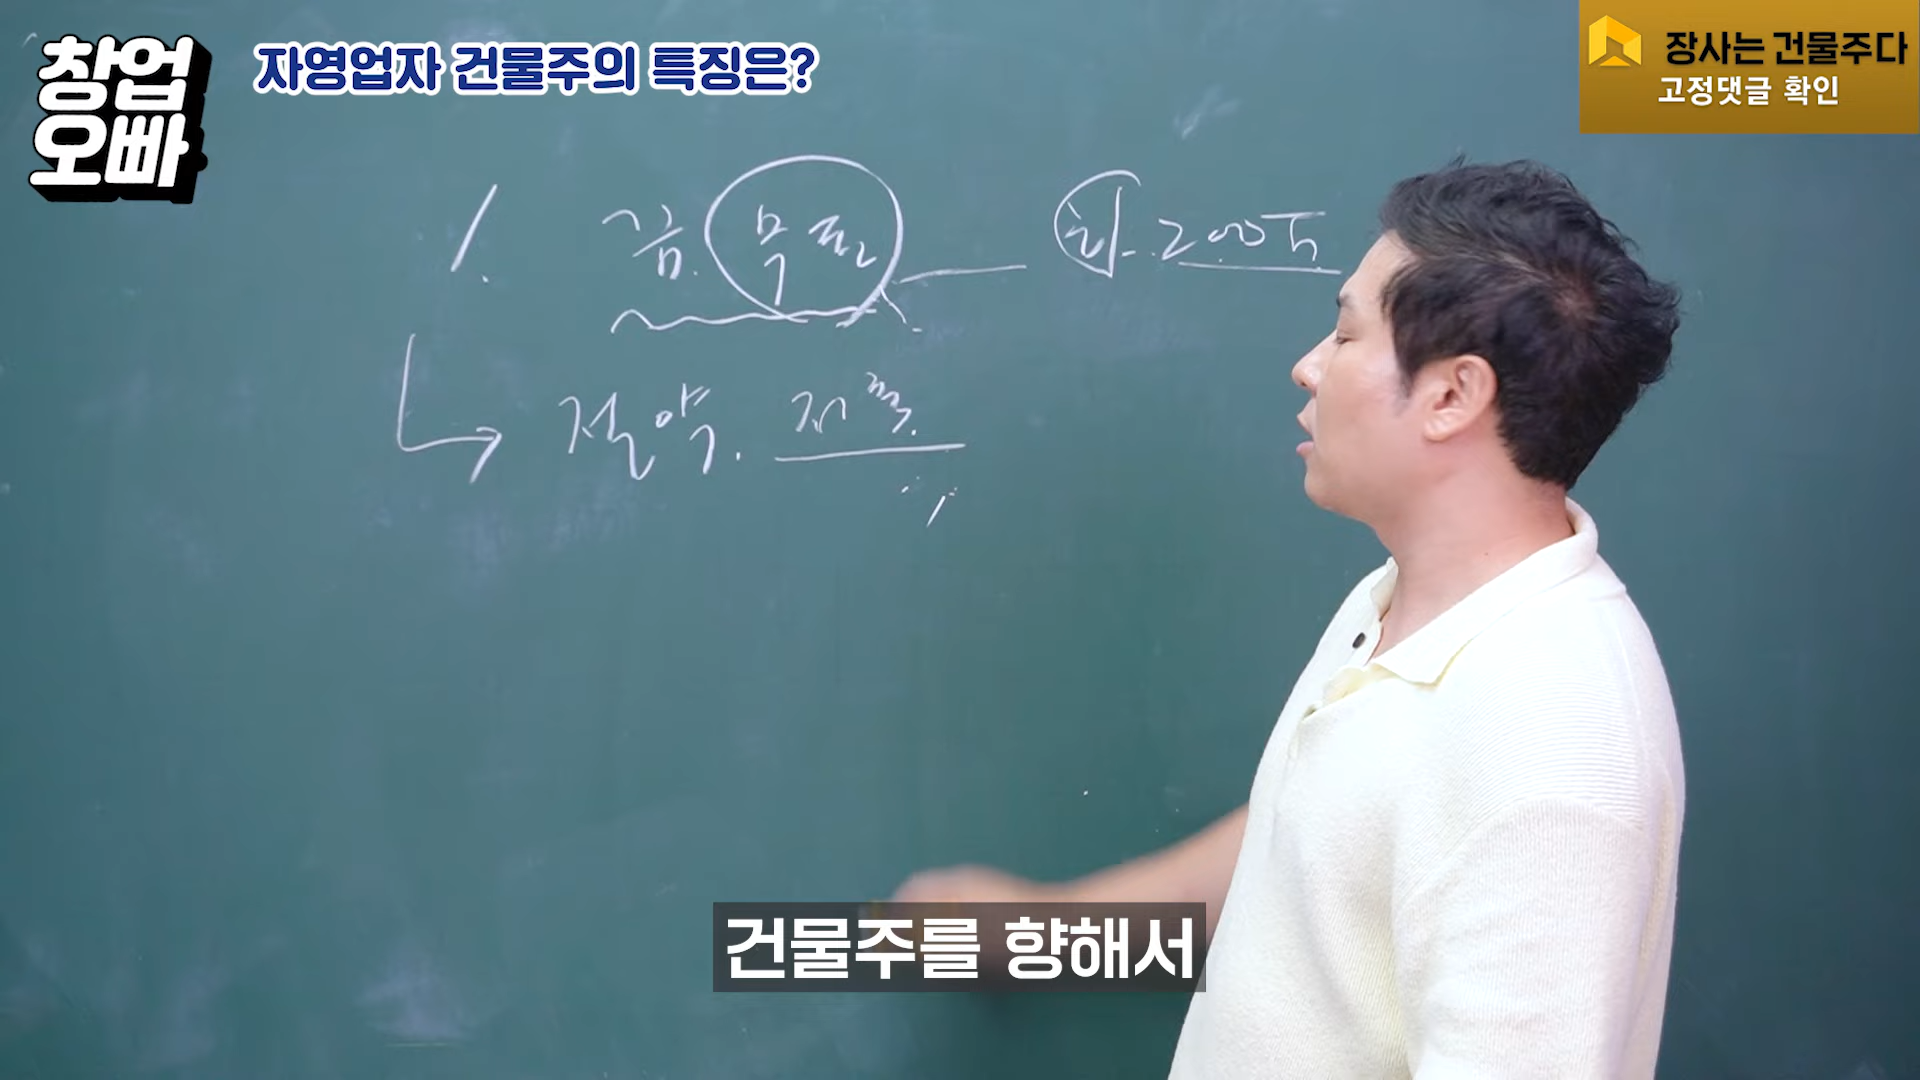 창업
오빠
자영업자 건물주의 특징은?
장사는 건물주다
고정댓글 확인
1.
절약. 저축.
건물주를 향해서